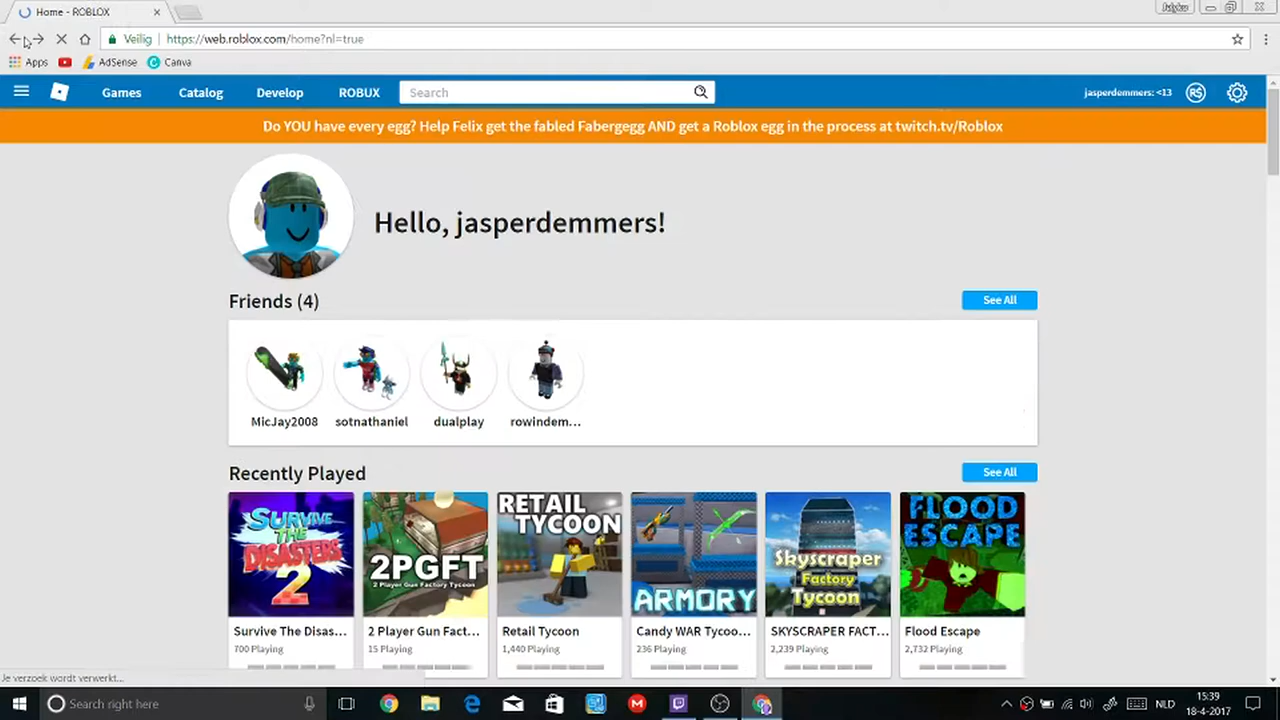 Home - ROBLOX
Veilig https://web.roblox.com/home?nl=true
Apps AdSense Canva
Games Catalog Develop ROBUX Search jasperdemmers: <13 R$
Do YOU have every egg? Help Felix get the fabled Fabergegg AND get a Roblox egg in the process at twitch.tv/Roblox
Hello, jasperdemmers!
Friends (4) See All
MicJay2008 sotnathaniel dualplay rowindem...
Recently Played See All
SURVIVE THE DISASTERS 2
2PGFT
2 Player Gun Factory Tycoon
RETAIL TYCOON
ARMORY
Skyscraper Factory Tycoon
FLOOD ESCAPE
Survive The Disas... 2 Player Gun Fact... Retail Tycoon Candy WAR Tycoo... SKYSCRAPER FACT... Flood Escape
700 Playing 15 Playing 1,440 Playing 236 Playing 2,239 Playing 2,732 Playing
Je verzoek wordt verwerkt...
Search right here NLD 15:39
18-4-2017